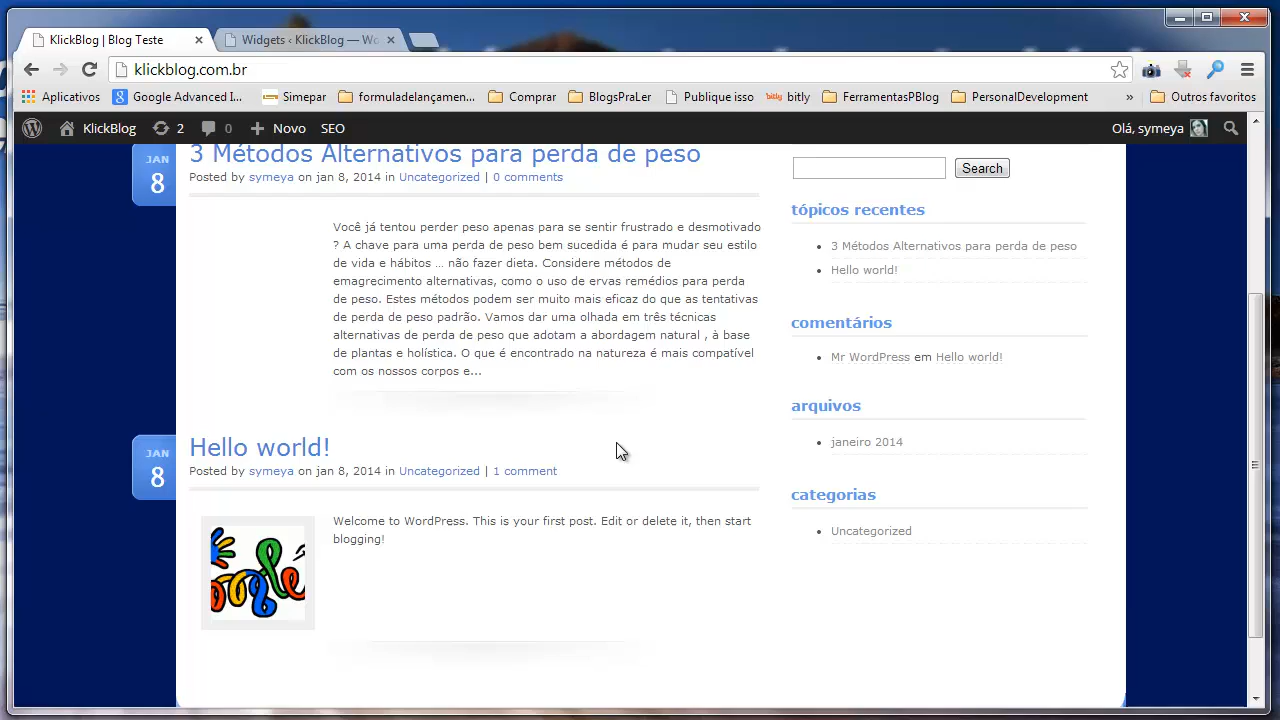 KlickBlog | Blog Teste
Widgets ‹ KlickBlog — Wo
klickblog.com.br
Aplicativos
Google Advanced I...
Simepar
formuladelançamen...
Comprar
BlogsPraLer
Publique isso
bitly bitly
FerramentasPBlog
PersonalDevelopment
»
Outros favoritos
KlickBlog 2 0 Novo SEO
Olá, symeya
JAN
8
3 Métodos Alternativos para perda de peso
Posted by symeya on jan 8, 2014 in Uncategorized | 0 comments
Você já tentou perder peso apenas para se sentir frustrado e desmotivado
? A chave para uma perda de peso bem sucedida é para mudar seu estilo
de vida e hábitos ... não fazer dieta. Considere métodos de
emagrecimento alternativas, como o uso de ervas remédios para perda
de peso. Estes métodos podem ser muito mais eficaz do que as tentativas
de perda de peso padrão. Vamos dar uma olhada em três técnicas
alternativas de perda de peso que adotam a abordagem natural , à base
de plantas e holística. O que é encontrado na natureza é mais compatível
com os nossos corpos e...
JAN
8
Hello world!
Posted by symeya on jan 8, 2014 in Uncategorized | 1 comment
Welcome to WordPress. This is your first post. Edit or delete it, then start
blogging!
Search
tópicos recentes
3 Métodos Alternativos para perda de peso
Hello world!
comentários
Mr WordPress em Hello world!
arquivos
janeiro 2014
categorias
Uncategorized